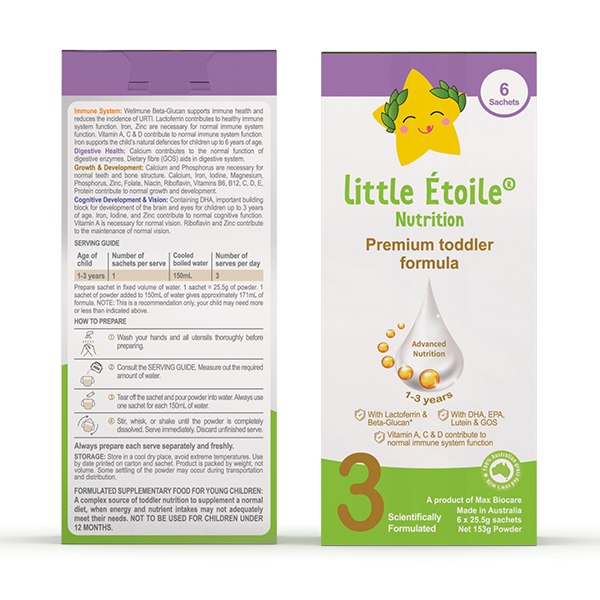 Immune System: Wellmune Beta-Glucan supports immune health and
reduces the incidence of URTI. Lactoferrin contributes to healthy immune
system function. Iron, Zinc are necessary for normal immune system
function. Vitamin A, C & D contribute to normal immune system function.
Iron supports the child's natural defences for children up to 6 years of age.
Digestive Health: Calcium contributes to the normal function of
digestive enzymes. Dietary fibre (GOS) aids in digestive system.
Growth & Development: Calcium and Phosphorus are necessary for
normal teeth and bone structure. Calcium, Iron, Iodine, Magnesium,
Phosphorus, Zinc, Folate, Niacin, Riboflavin, Vitamins B6, B12, C, D, E,
Protein contribute to normal growth and development.
Cognitive Development & Vision: Containing DHA, important building
block for development of the brain and eyes for children up to 3 years
of age. Iron, Iodine, and Zinc contribute to normal cognitive function.
Vitamin A is necessary for normal vision. Riboflavin and Zinc contribute
to the maintenance of normal vision.
SERVING GUIDE
Age of child Number of sachets per serve Cooled boiled water Number of serves per day
1-3 years 1 150mL 3
Prepare sachet in fixed volume of water. 1 sachet = 25.5g of powder. 1
sachet of powder added to 150mL of water gives approximately 171mL of
formula. NOTE: This is a recommendation only, your child may need more
or less than indicated above.
HOW TO PREPARE
① Wash your hands and all utensils thoroughly before
preparing.
② Consult the SERVING GUIDE. Measure out the required
amount of water.
③ Tear off the sachet and pour powder into water. Always use
one sachet for each 150mL of water.
④ Stir, whisk, or shake until the powder is completely
dissolved. Serve immediately. Discard unfinished serve.
Always prepare each serve separately and freshly.
STORAGE: Store in a cool dry place, avoid extreme temperatures. Use
by date printed on carton and sachet. Product is packed by weight, not
volume. Some settling of the powder may occur during transportation
and distribution.
FORMULATED SUPPLEMENTARY FOOD FOR YOUNG CHILDREN:
A complex source of toddler nutrition to supplement a normal
diet, when energy and nutrient intakes may not adequately
meet their needs. NOT TO BE USED FOR CHILDREN UNDER
12 MONTHS.
6
Sachets
Little Étoile®
Nutrition
Premium toddler
formula
Advanced
Nutrition
1-3 years
With Lactoferrin &
Beta-Glucan*
With DHA, EPA,
Lutein & GOS
Vitamin A, C & D contribute to
normal immune system function
3
Scientifically
Formulated
A product of Max Biocare
Made in Australia
6 x 25.5g sachets
Net 153g Powder